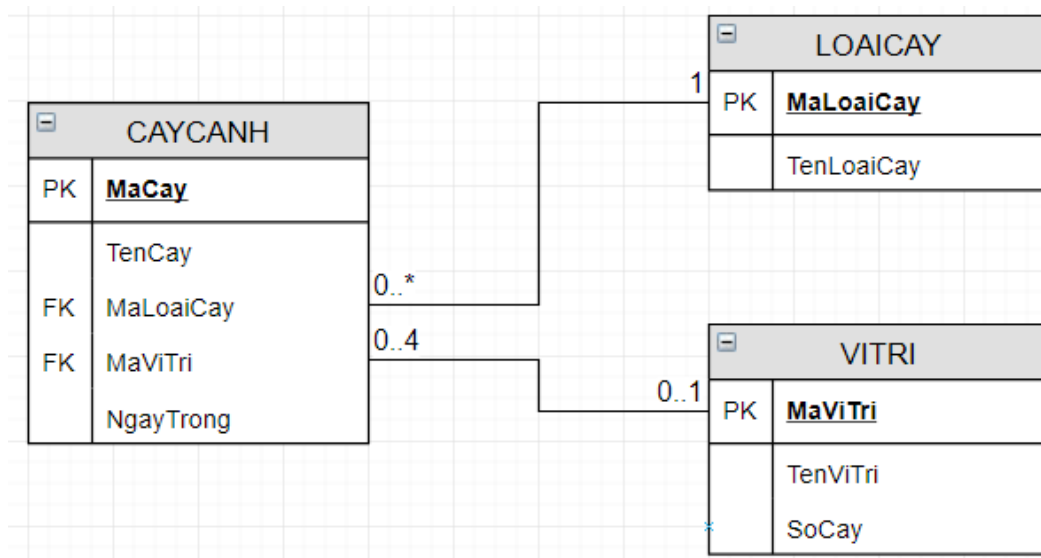 CAYCANH
PK MaCay
TenCay
FK MaLoaiCay
FK MaViTri
NgayTrong
0..*
0..4
1
0..1
LOAICAY
PK MaLoaiCay
TenLoaiCay
VITRI
PK MaViTri
TenViTri
SoCay